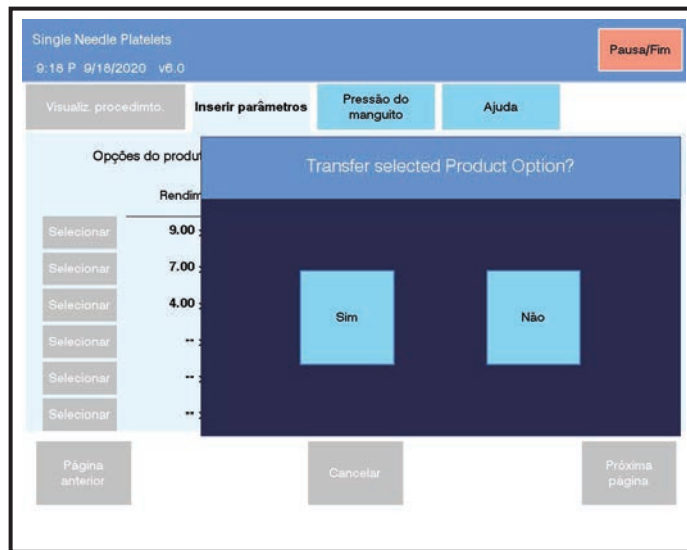 Single Needle Platelets
9:18 P 9/18/2020 v6.0
Pausa/Fim
Visualiz. procedimto.
Inserir parâmetros
Pressão do
manguito
Ajuda
Opções do produt
Transfer selected Product Option?
Rendim
Selecionar 9.00
Selecionar 7.00
Selecionar 4.00
Selecionar --
Selecionar --
Selecionar --
Sim
Não
Página
anterior
Cancelar
Próxima
página